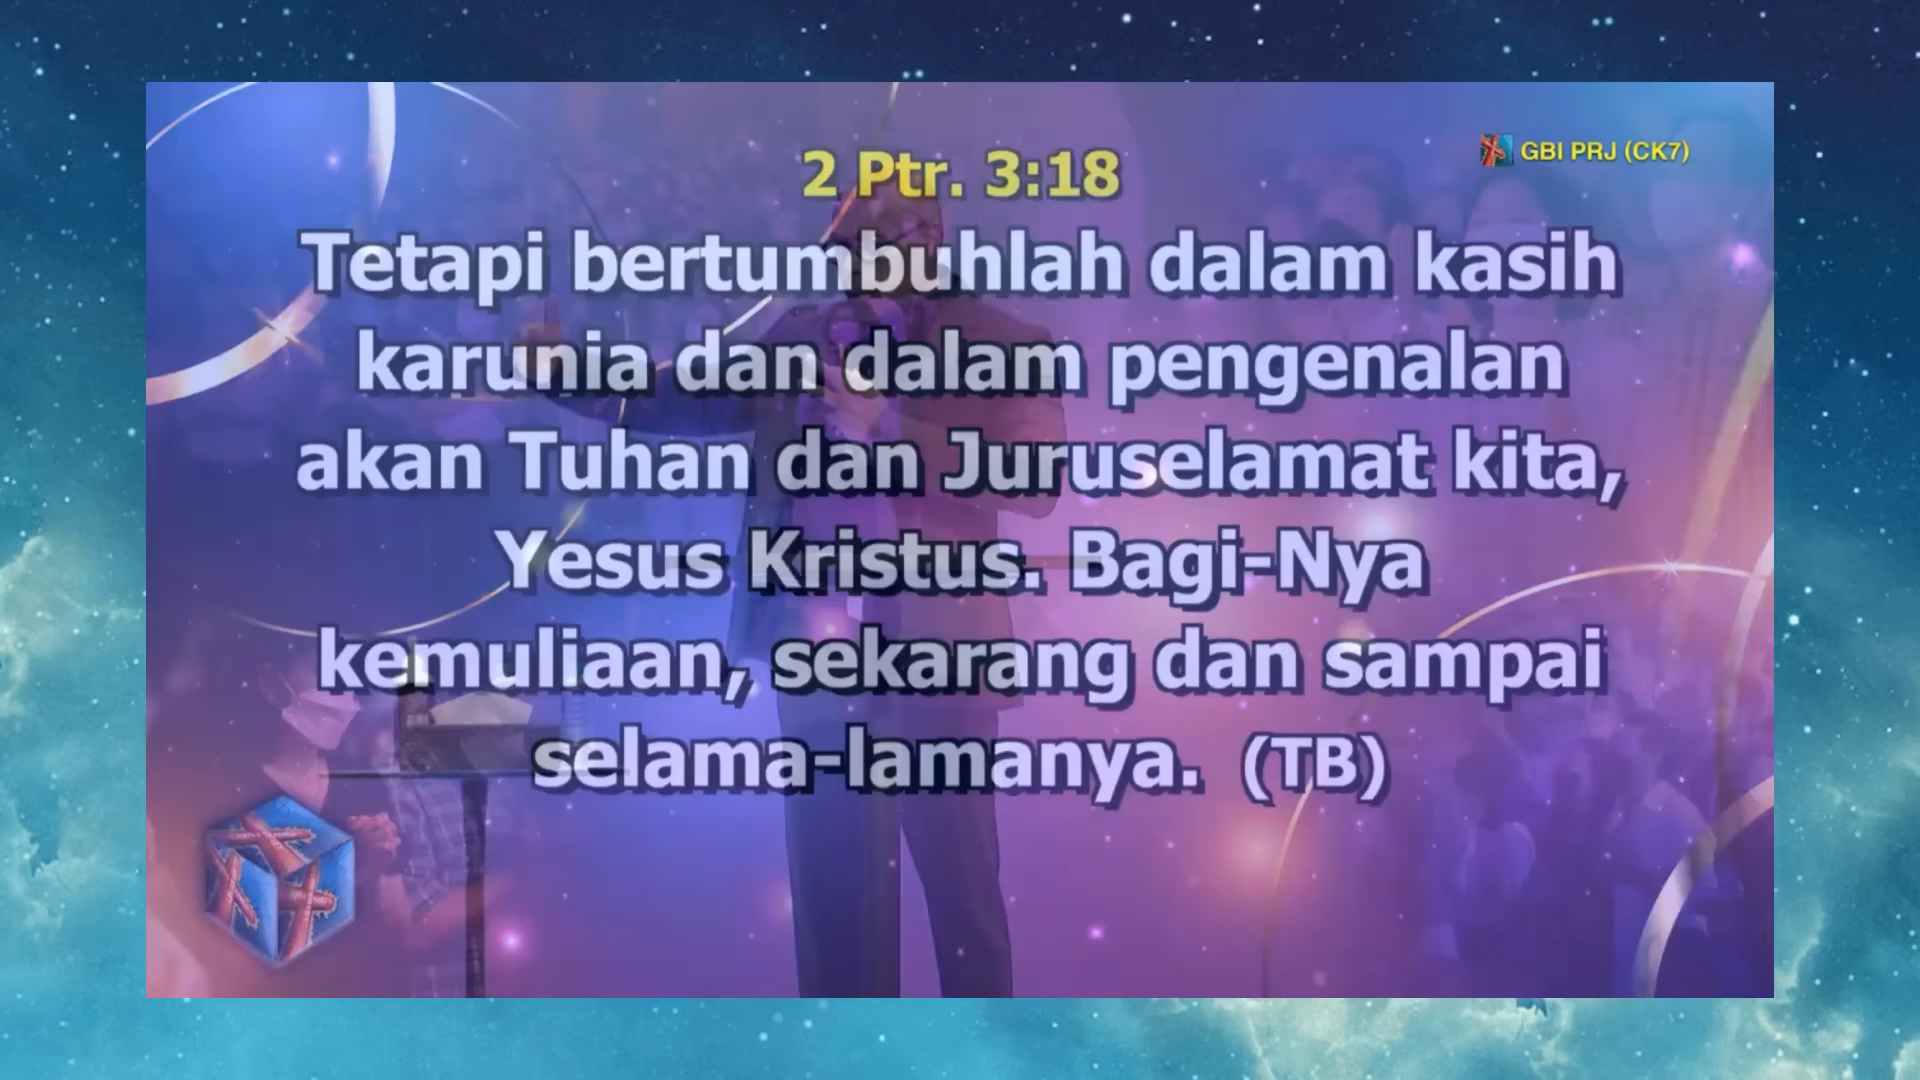 GBI PRJ (CK7)
2 Ptr. 3:18
Tetapi bertumbuhlah dalam kasih
karunia dan dalam pengenalan
akan Tuhan dan Juruselamat kita,
Yesus Kristus. Bagi-Nya
kemuliaan, sekarang dan sampai
selama-lamanya. (TB)